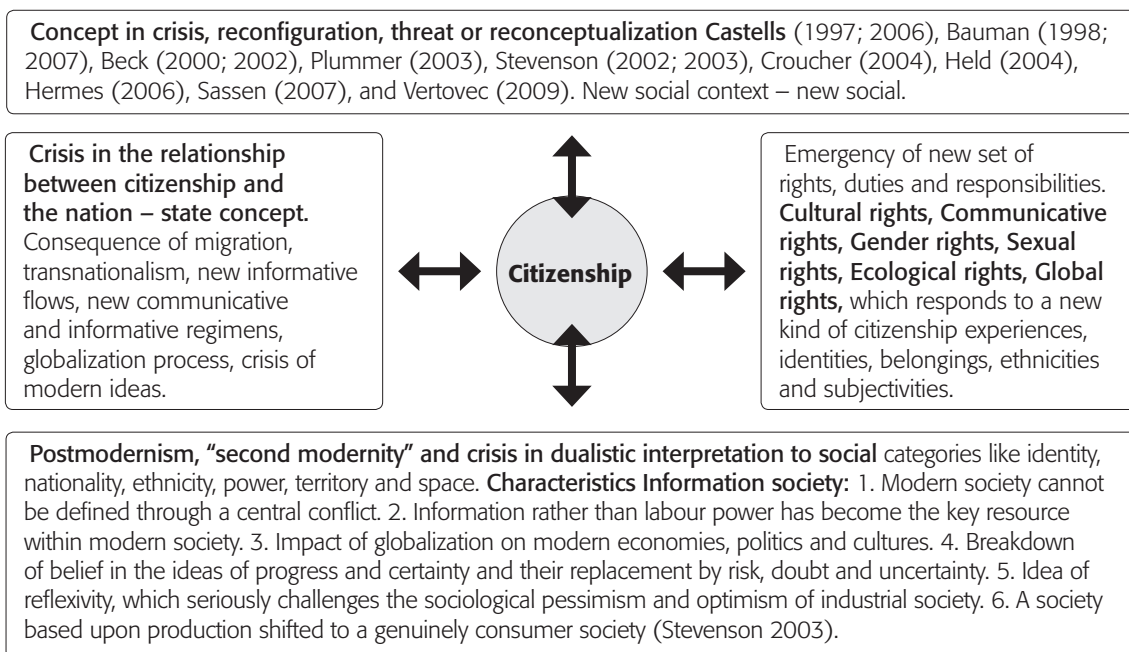 Concept in crisis, reconfiguration, threat or reconceptualization Castells (1997; 2006), Bauman (1998;
2007), Beck (2000; 2002), Plummer (2003), Stevenson (2002; 2003), Croucher (2004), Held (2004),
Hermes (2006), Sassen (2007), and Vertovec (2009). New social context – new social.
Crisis in the relationship
between citizenship and
the nation – state concept.
Consequence of migration,
transnationalism, new informative
flows, new communicative
and informative regimens,
globalization process, crisis of
modern ideas.
Citizenship
Emergency of new set of
rights, duties and responsibilities.
Cultural rights, Communicative
rights, Gender rights, Sexual
rights, Ecological rights, Global
rights, which responds to a new
kind of citizenship experiences,
identities, belongings, ethnicities
and subjectivities.
Postmodernism, “second modernity” and crisis in dualistic interpretation to social categories like identity,
nationality, ethnicity, power, territory and space. Characteristics Information society: 1. Modern society cannot
be defined through a central conflict. 2. Information rather than labour power has become the key resource
within modern society. 3. Impact of globalization on modern economies, politics and cultures. 4. Breakdown
of belief in the ideas of progress and certainty and their replacement by risk, doubt and uncertainty. 5. Idea of
reflexivity, which seriously challenges the sociological pessimism and optimism of industrial society. 6. A society
based upon production shifted to a genuinely consumer society (Stevenson 2003).